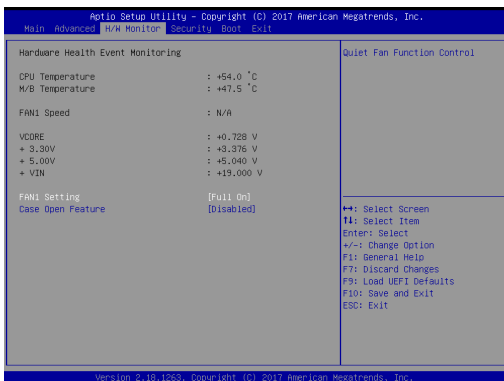 Aptio Setup Utility – Copyright (C) 2017 American Megatrends, Inc.
Main Advanced H/W Monitor Security Boot Exit
Hardware Health Event Monitoring
CPU Temperature : +54.0 °C
M/B Temperature : +47.5 °C
FAN1 Speed : N/A
VCORE : +0.728 V
+ 3.30V : +3.376 V
+ 5.00V : +5.040 V
+ VIN : +19.000 V
FAN1 Setting [Full On]
Case Open Feature [Disabled]
Quiet Fan Function Control
↔: Select Screen
↑↓: Select Item
Enter: Select
+/-: Change Option
F1: General Help
F7: Discard Changes
F9: Load UEFI Defaults
F10: Save and Exit
ESC: Exit
Version 2.18.1263. Copyright (C) 2017 American Megatrends, Inc.